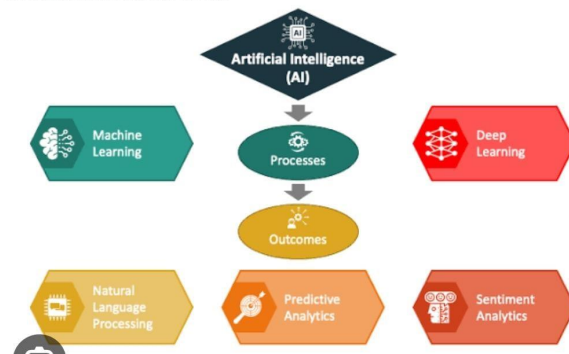 AI
Artificial Intelligence
(AI)
Machine
Learning
Processes
Deep
Learning
Outcomes
Natural
Language
Processing
Predictive
Analytics
Sentiment
Analytics